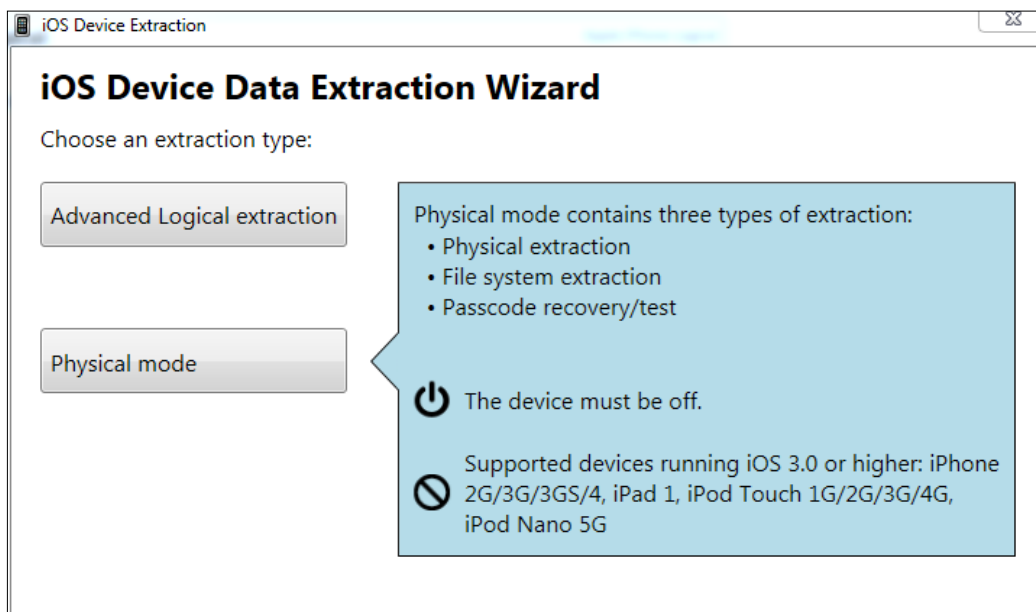 iOS Device Extraction
iOS Device Data Extraction Wizard
Choose an extraction type:
Advanced Logical extraction
Physical mode
Physical mode contains three types of extraction:
• Physical extraction
• File system extraction
• Passcode recovery/test
The device must be off.
Supported devices running iOS 3.0 or higher: iPhone
2G/3G/3GS/4, iPad 1, iPod Touch 1G/2G/3G/4G,
iPod Nano 5G